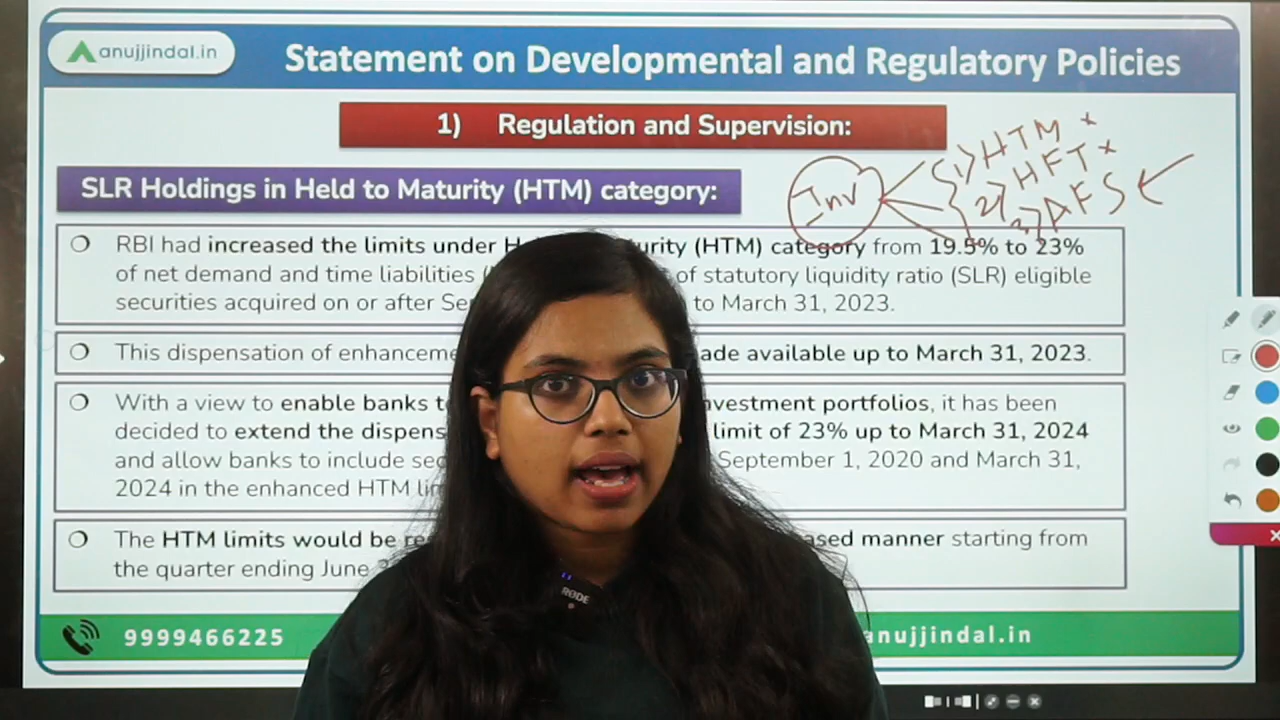 anujjindal.in
Statement on Developmental and Regulatory Policies
1) Regulation and Supervision:
SLR Holdings in Held to Maturity (HTM) category:
Inv
1) HTM x
2) HFT x
3) AFS
RBI had increased the limits under (HTM) category from 19.5% to 23%
of net demand and time liabilities of statutory liquidity ratio (SLR) eligible
securities acquired on or after to March 31, 2023.
This dispensation of available up to March 31, 2023.
With a view to enable banks portfolios, it has been
decided to extend the limit of 23% up to March 31, 2024
and allow banks to include September 1, 2020 and March 31,
2024 in the enhanced HTM
The HTM limits would be manner starting from
the quarter ending June
RØDE
9999466225
anujjindal.in